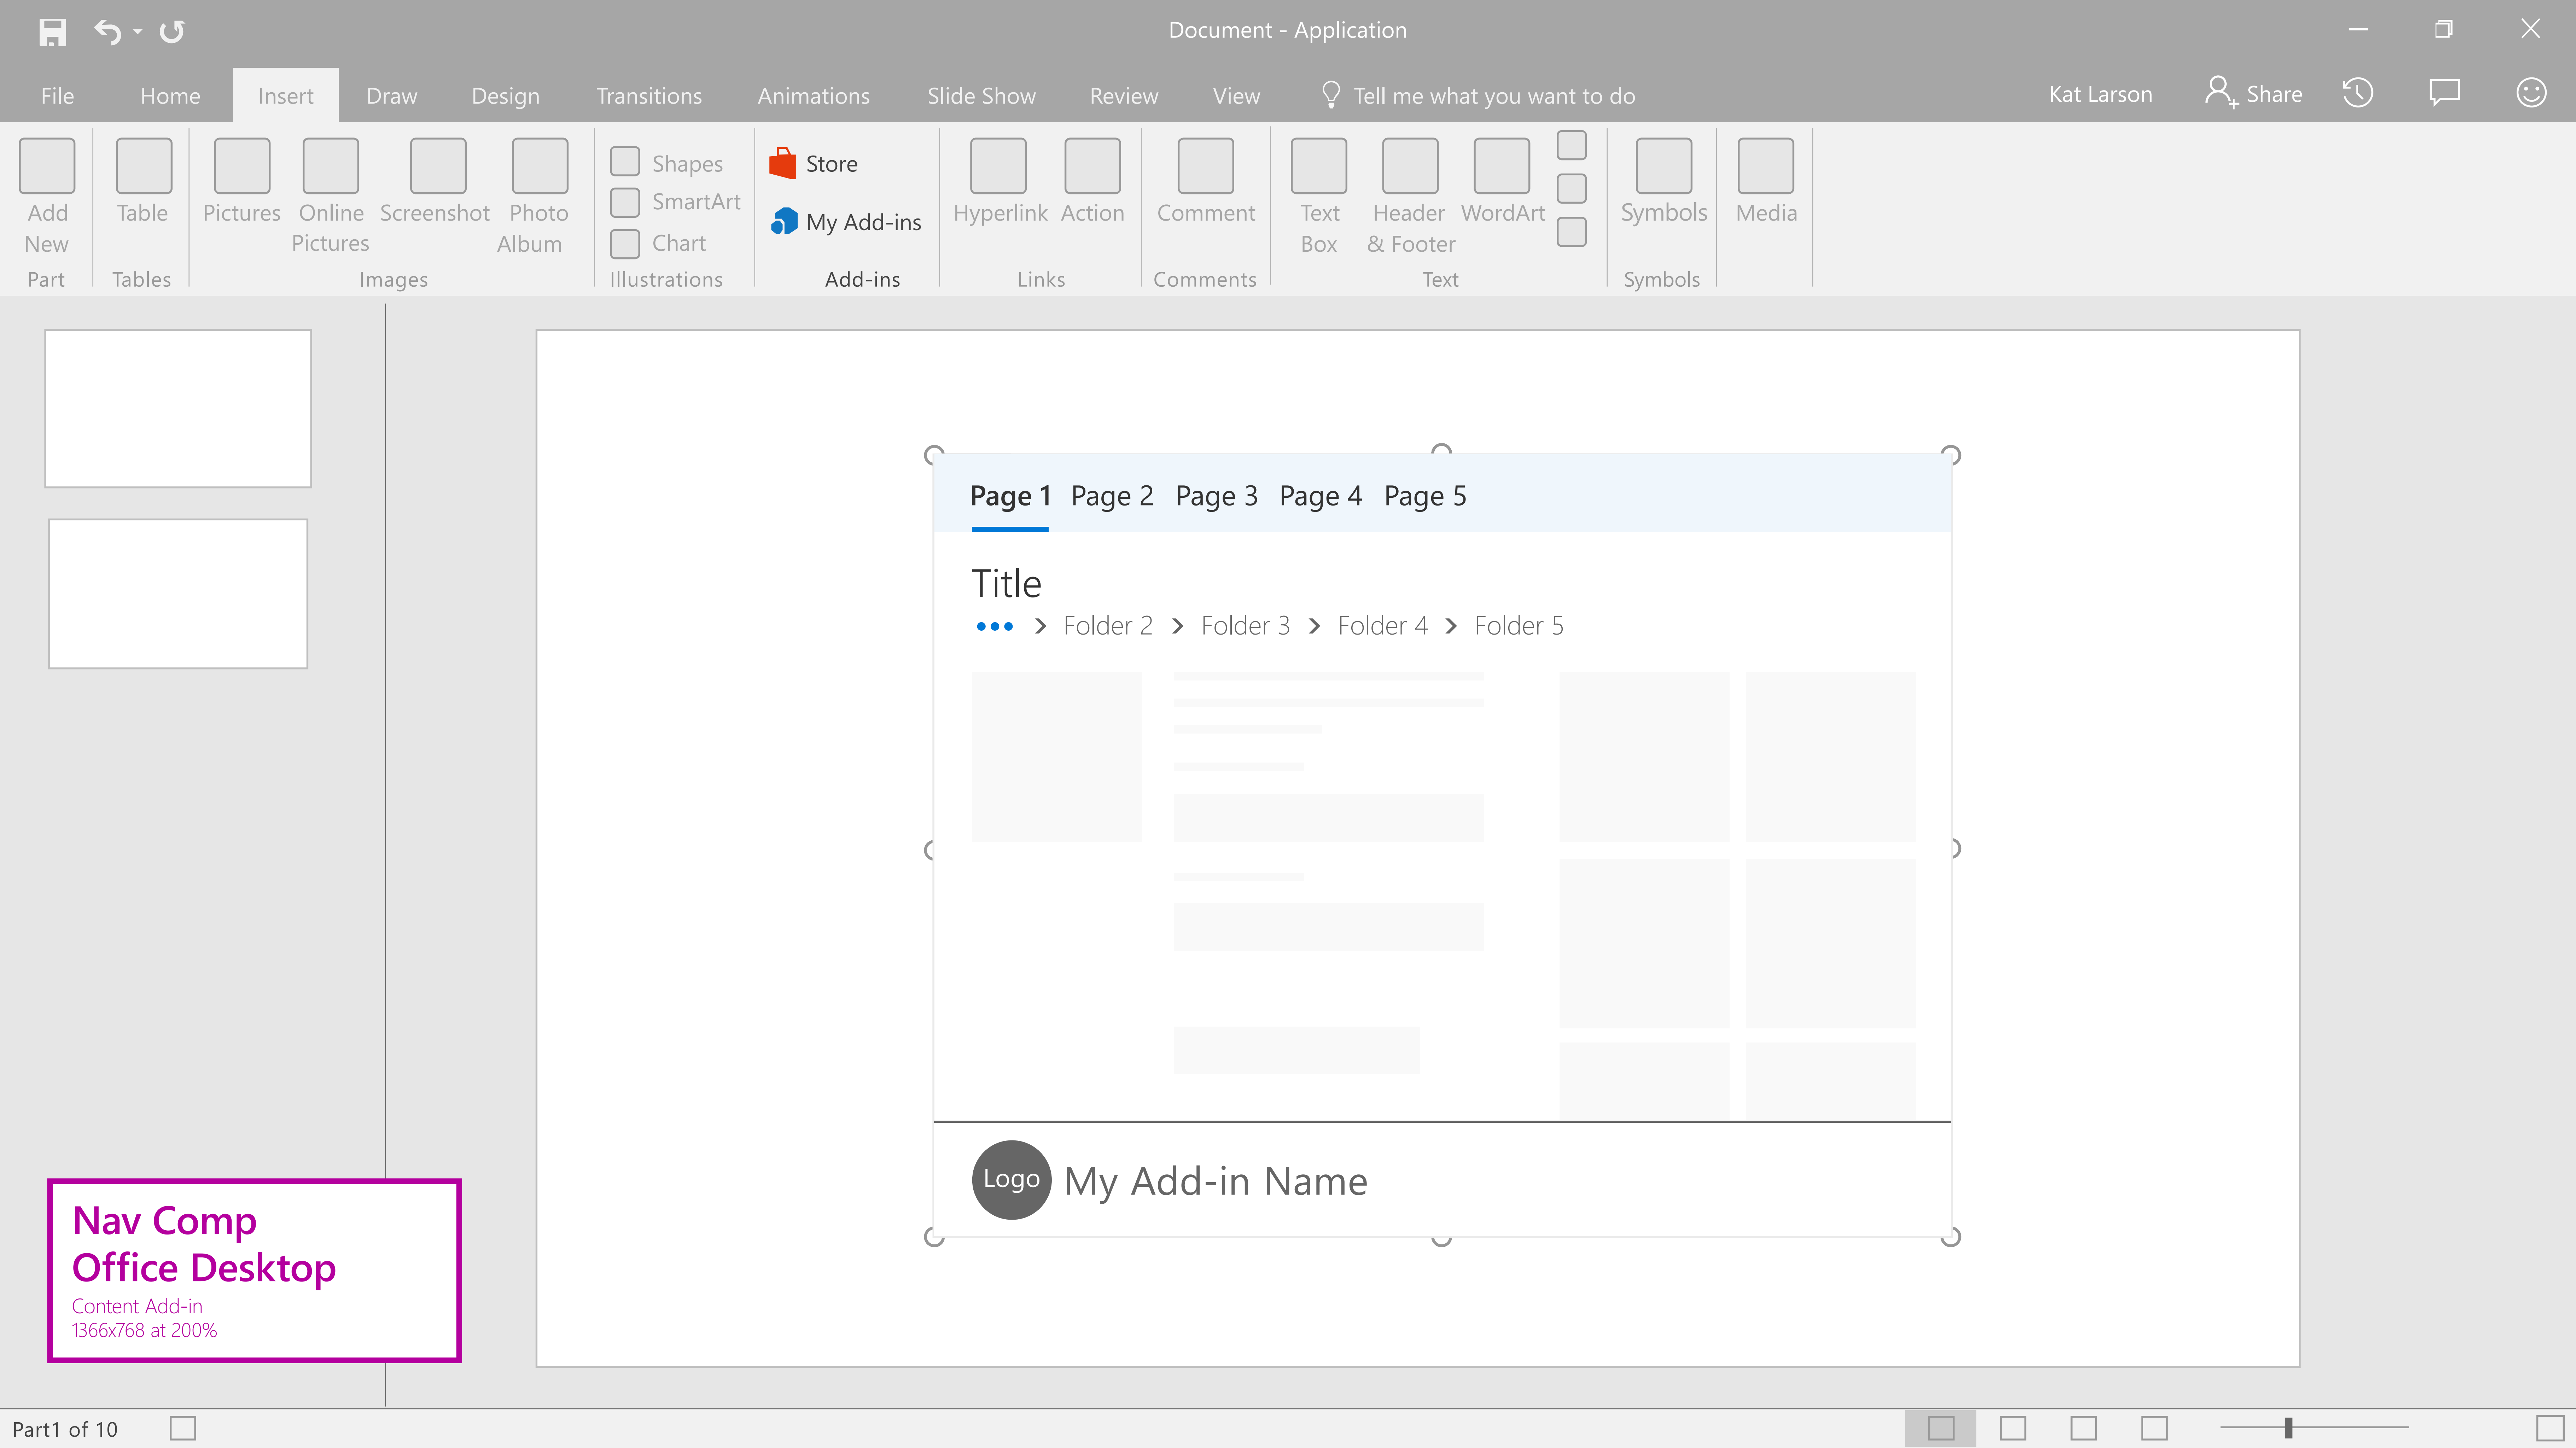 Document - Application
File Home Insert Draw Design Transitions Animations Slide Show Review View Tell me what you want to do Kat Larson Share
Add New
Table
Pictures
Online Pictures
Screenshot
Photo Album
Shapes
SmartArt
Chart
Store
My Add-ins
Hyperlink
Action
Comment
Text Box
Header & Footer
WordArt
Symbols
Media
Part Tables Images Illustrations Add-ins Links Comments Text Symbols
Page 1 Page 2 Page 3 Page 4 Page 5
Title
••• > Folder 2 > Folder 3 > Folder 4 > Folder 5
Logo My Add-in Name
Nav Comp
Office Desktop
Content Add-in
1366x768 at 200%
Part1 of 10